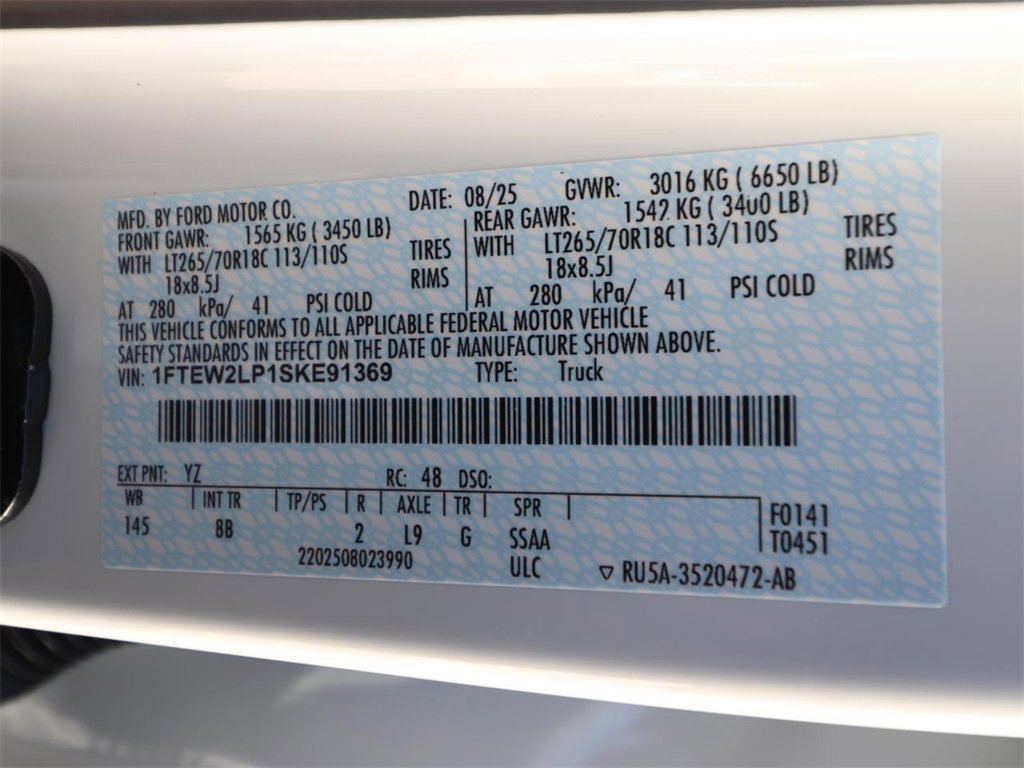 MFD. BY FORD MOTOR CO. DATE: 08/25 GVWR: 3016 KG ( 6650 LB)
FRONT GAWR: 1565 KG ( 3450 LB) REAR GAWR: 1542 KG ( 3400 LB)
WITH LT265/70R18C 113/110S TIRES WITH LT265/70R18C 113/110S TIRES
18x8.5J RIMS 18x8.5J RIMS
AT 280 kPa/ 41 PSI COLD AT 280 kPa/ 41 PSI COLD
THIS VEHICLE CONFORMS TO ALL APPLICABLE FEDERAL MOTOR VEHICLE
SAFETY STANDARDS IN EFFECT ON THE DATE OF MANUFACTURE SHOWN ABOVE.
VIN: 1FTEW2LP1SKE91369 TYPE: Truck
EXT PNT: YZ RC: 48 DSO:
WB INT TR TP/PS R AXLE TR SPR F0141
145 8B 2 L9 G SSAA T0451
2202508023990 ULC ▽ RU5A-3520472-AB